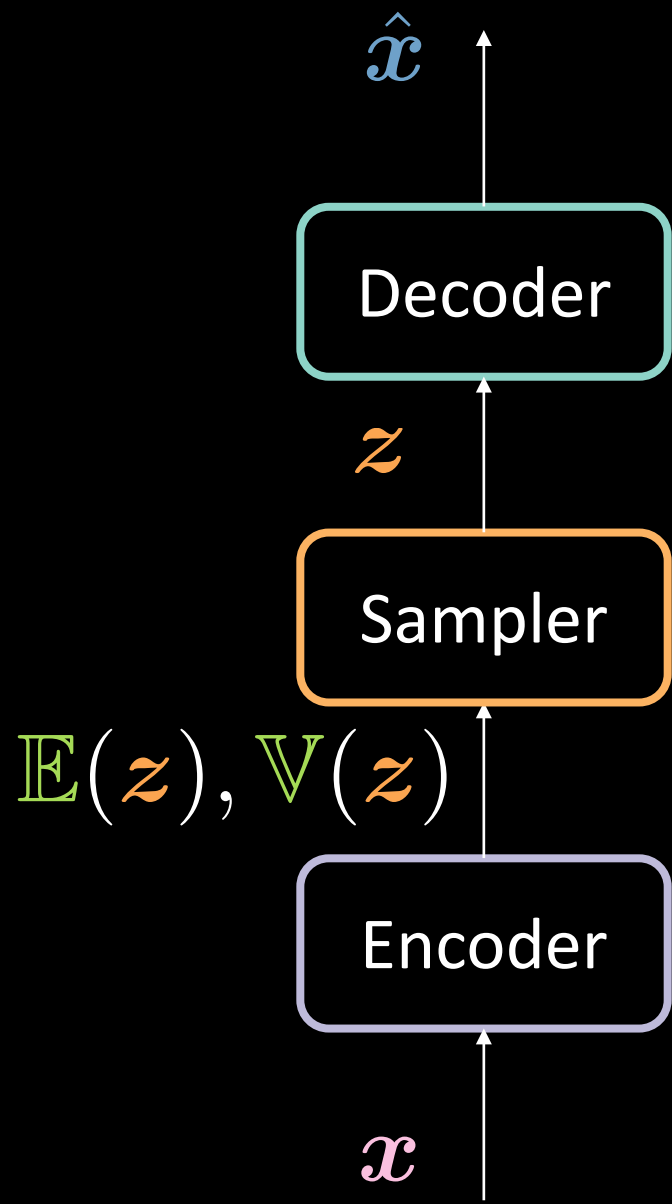 x̂
Decoder
z
Sampler
𝔼(z), 𝕍(z)
Encoder
x